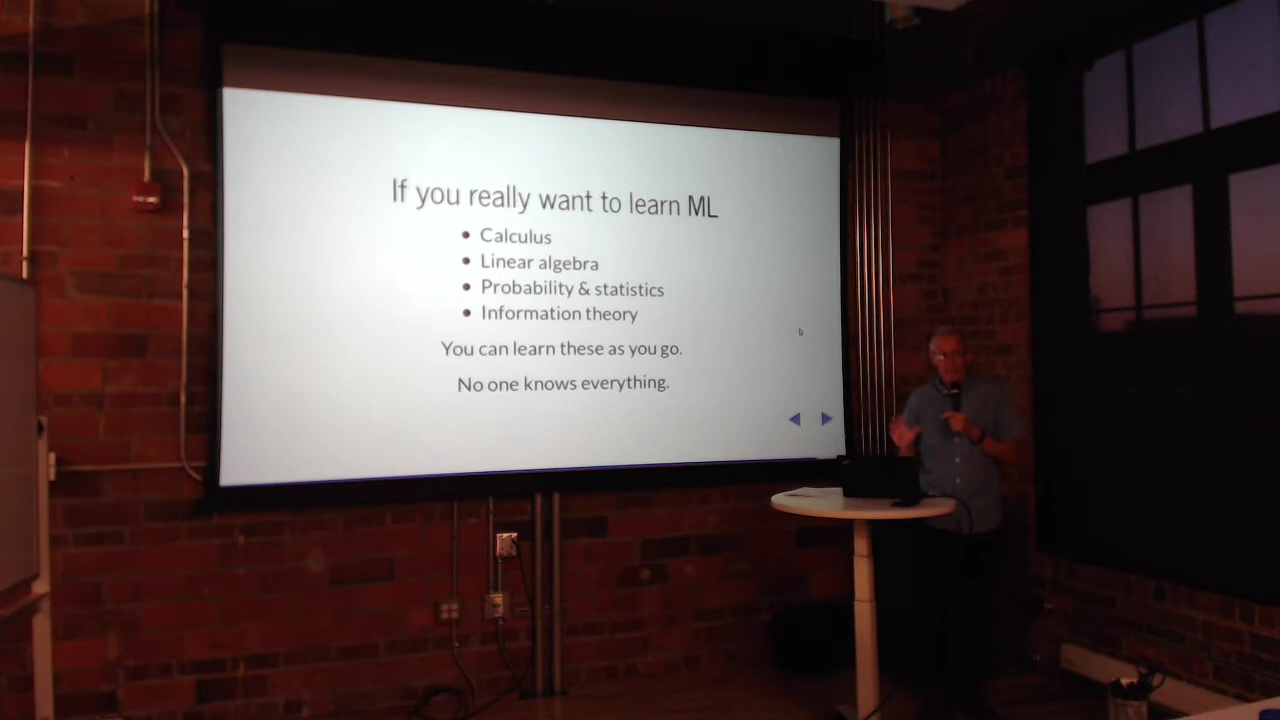 If you really want to learn ML
Calculus
Linear algebra
Probability & statistics
Information theory
You can learn these as you go.
No one knows everything.